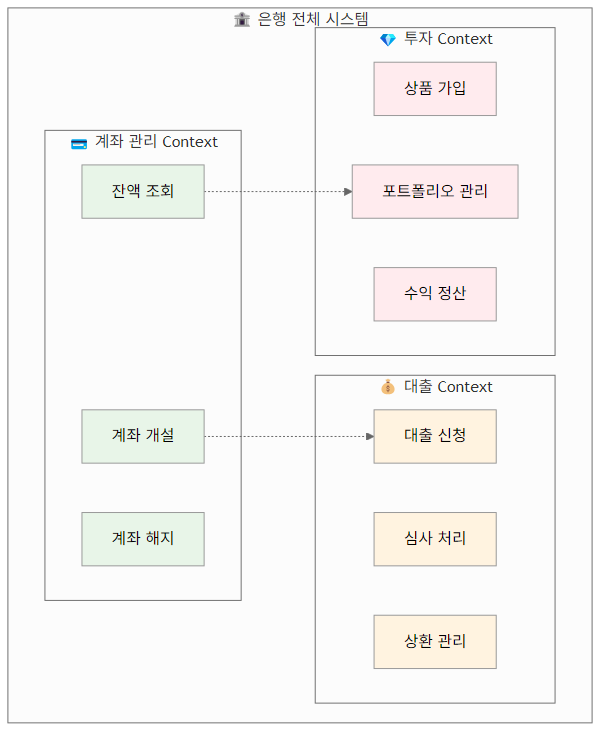 🏦 은행 전체 시스템
💳 계좌 관리 Context
잔액 조회
계좌 개설
계좌 해지
💎 투자 Context
상품 가입
포트폴리오 관리
수익 정산
💰 대출 Context
대출 신청
심사 처리
상환 관리